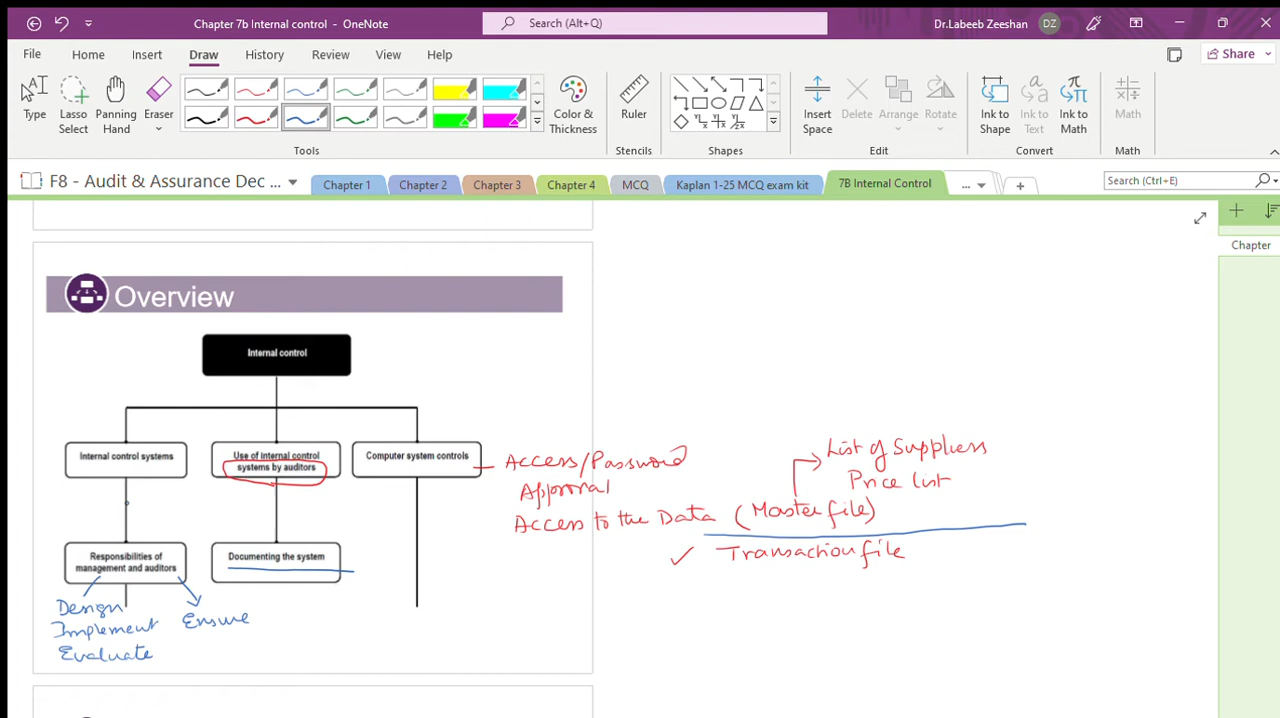 Chapter 7b Internal control - OneNote
Search (Alt+Q)
Dr.Labeeb Zeeshan
DZ
File Home Insert Draw History Review View Help
Share
Type
Lasso Select
Panning Hand
Eraser
Color & Thickness
Ruler
Insert Space
Delete
Arrange
Rotate
Ink to Shape
Ink to Text
Ink to Math
Math
Tools
Stencils
Shapes
Edit
Convert
Math
F8 - Audit & Assurance Dec ...
Chapter 1
Chapter 2
Chapter 3
Chapter 4
MCQ
Kaplan 1-25 MCQ exam kit
7B Internal Control
...
Search (Ctrl+E)
Chapter
Overview
Internal control
Internal control systems
Use of internal control
systems by auditors
Computer system controls
Access/Password
Approval
Access to the Data (Masterfile)
List of Suppliers
Price list
Transaction file
Responsibilities of
management and auditors
Documenting the system
Design
Implement
Evaluate
Ensure